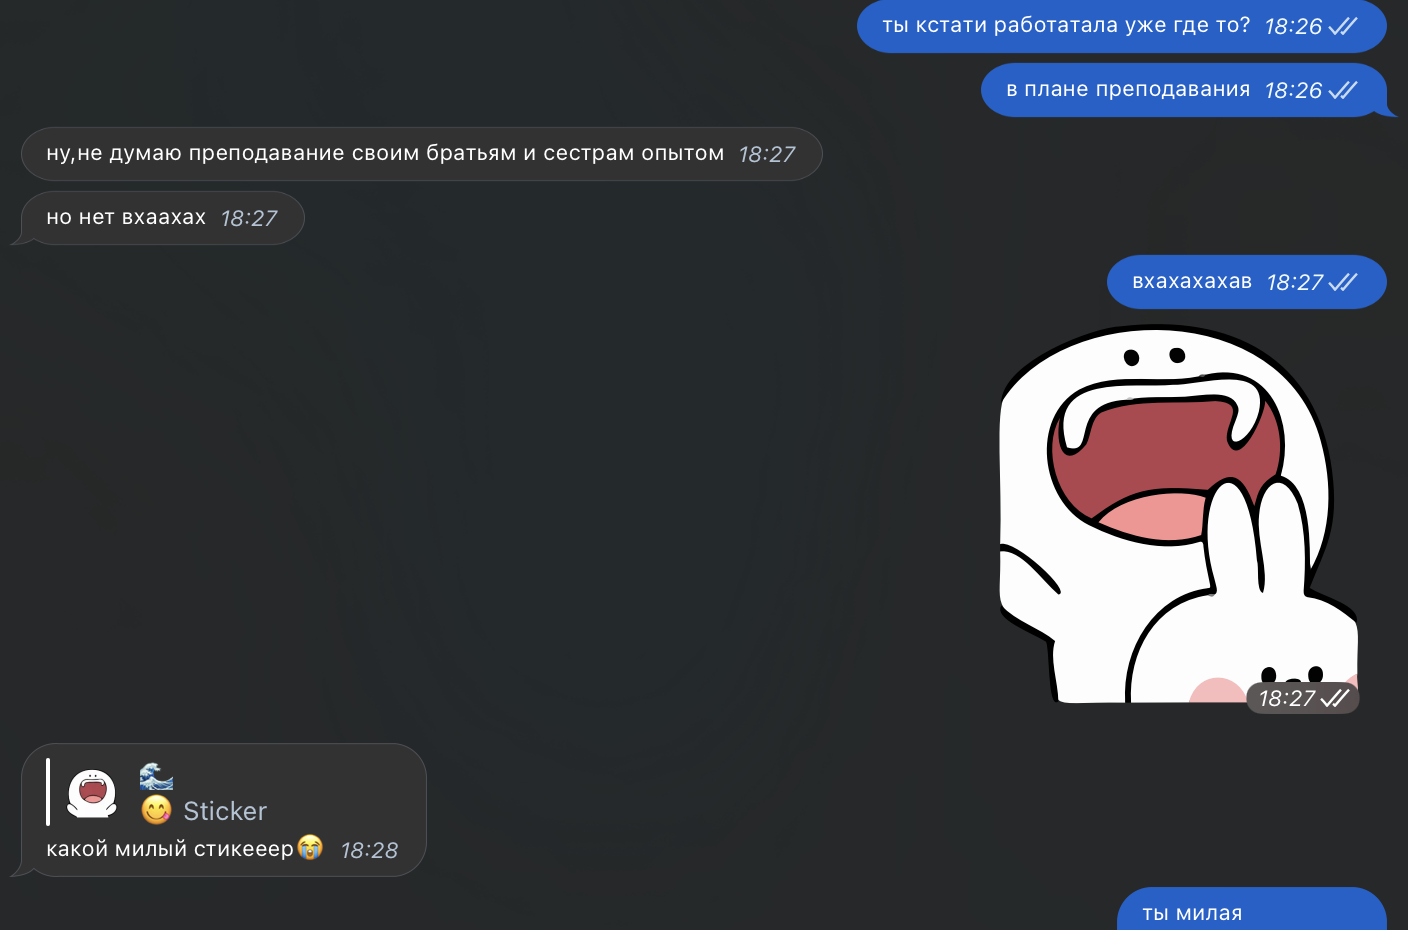 ты кстати работатала уже где то? 18:26
в плане преподавания 18:26
ну,не думаю преподавание своим братьям и сестрам опытом 18:27
но нет вхаахах 18:27
вхахахахав 18:27
18:27
🌊
😋 Sticker
какой милый стикееер😭 18:28
ты милая